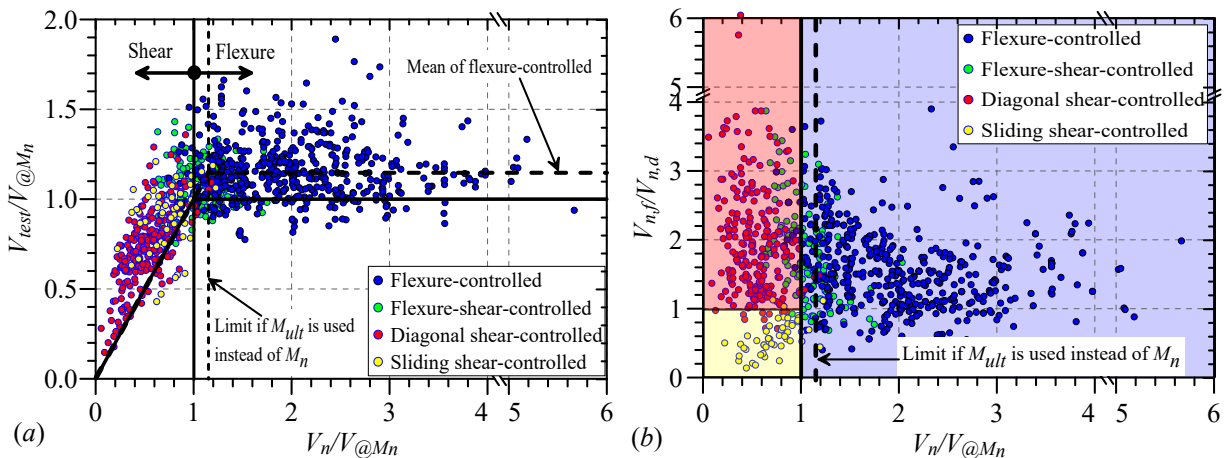 2.0
1.5
1.0
0.5
0.0
V_test/V_@Mn
Shear
Flexure
Mean of flexure-controlled
Flexure-controlled
Flexure-shear-controlled
Diagonal shear-controlled
Sliding shear-controlled
Limit if M_ult is used
instead of M_n
0 1 2 3 4 5 6
V_n/V_@Mn
(a)
6
5
4
3
2
1
0
V_n,f/V_n,d
Flexure-controlled
Flexure-shear-controlled
Diagonal shear-controlled
Sliding shear-controlled
Limit if M_ult is used instead of M_n
0 1 2 3 4 5 6
V_n/V_@Mn
(b)